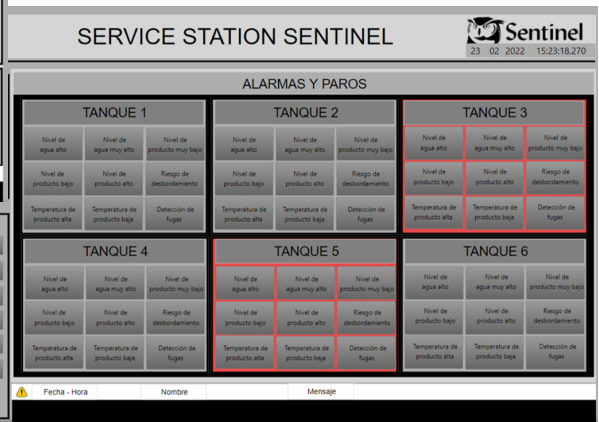 SERVICE STATION SENTINEL
Sentinel
23 02 2022 15:23:18.270
ALARMAS Y PAROS
TANQUE 1
Nivel de agua alto
Nivel de agua muy alto
Nivel de producto muy bajo
Nivel de producto bajo
Nivel de producto alto
Riesgo de desbordamiento
Temperatura de producto alta
Temperatura de producto baja
Detección de fugas
TANQUE 2
Nivel de agua alto
Nivel de agua muy alto
Nivel de producto muy bajo
Nivel de producto bajo
Nivel de producto alto
Riesgo de desbordamiento
Temperatura de producto alta
Temperatura de producto baja
Detección de fugas
TANQUE 3
Nivel de agua alto
Nivel de agua muy alto
Nivel de producto muy bajo
Nivel de producto bajo
Nivel de producto alto
Riesgo de desbordamiento
Temperatura de producto alta
Temperatura de producto baja
Detección de fugas
TANQUE 4
Nivel de agua alto
Nivel de agua muy alto
Nivel de producto muy bajo
Nivel de producto bajo
Nivel de producto alto
Riesgo de desbordamiento
Temperatura de producto alta
Temperatura de producto baja
Detección de fugas
TANQUE 5
Nivel de agua alto
Nivel de agua muy alto
Nivel de producto muy bajo
Nivel de producto bajo
Nivel de producto alto
Riesgo de desbordamiento
Temperatura de producto alta
Temperatura de producto baja
Detección de fugas
TANQUE 6
Nivel de agua alto
Nivel de agua muy alto
Nivel de producto muy bajo
Nivel de producto bajo
Nivel de producto alto
Riesgo de desbordamiento
Temperatura de producto alta
Temperatura de producto baja
Detección de fugas
Fecha - Hora Nombre Mensaje